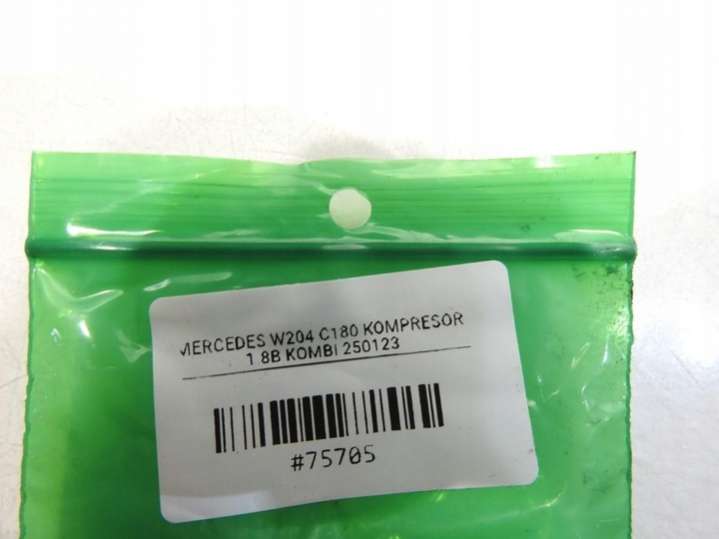 MERCEDES W204 C180 KOMPRESOR
1 8B KOMBI 250123
#75705